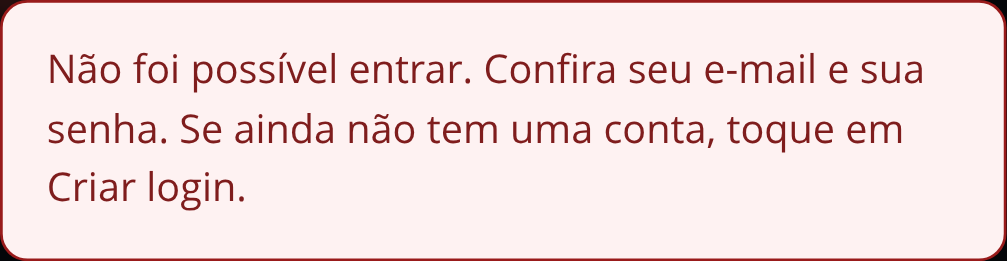 Não foi possível entrar. Confira seu e-mail e sua
senha. Se ainda não tem uma conta, toque em
Criar login.